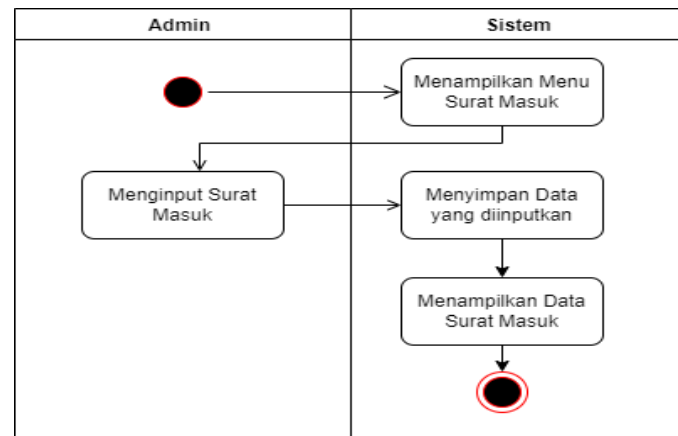 Admin
Sistem
Menampilkan Menu
Surat Masuk
Menginput Surat
Masuk
Menyimpan Data
yang diinputkan
Menampilkan Data
Surat Masuk